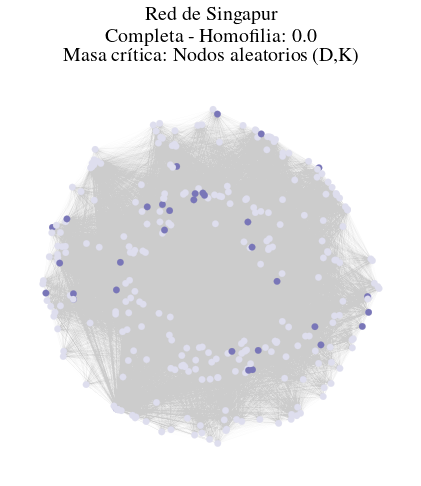 Red de Singapur
Completa - Homofilia: 0.0
Masa crítica: Nodos aleatorios (D,K)